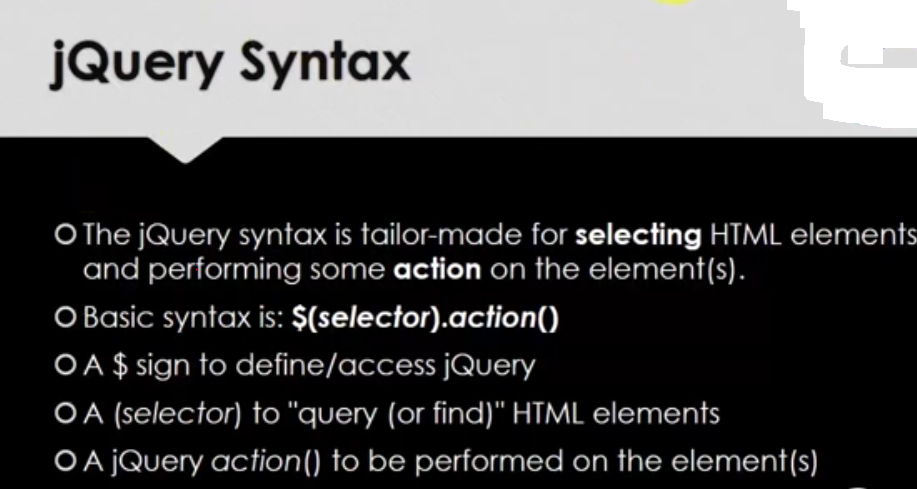 jQuery Syntax
The jQuery syntax is tailor-made for selecting HTML elements
and performing some action on the element(s).
Basic syntax is: $(selector).action()
A $ sign to define/access jQuery
A (selector) to "query (or find)" HTML elements
A jQuery action() to be performed on the element(s)